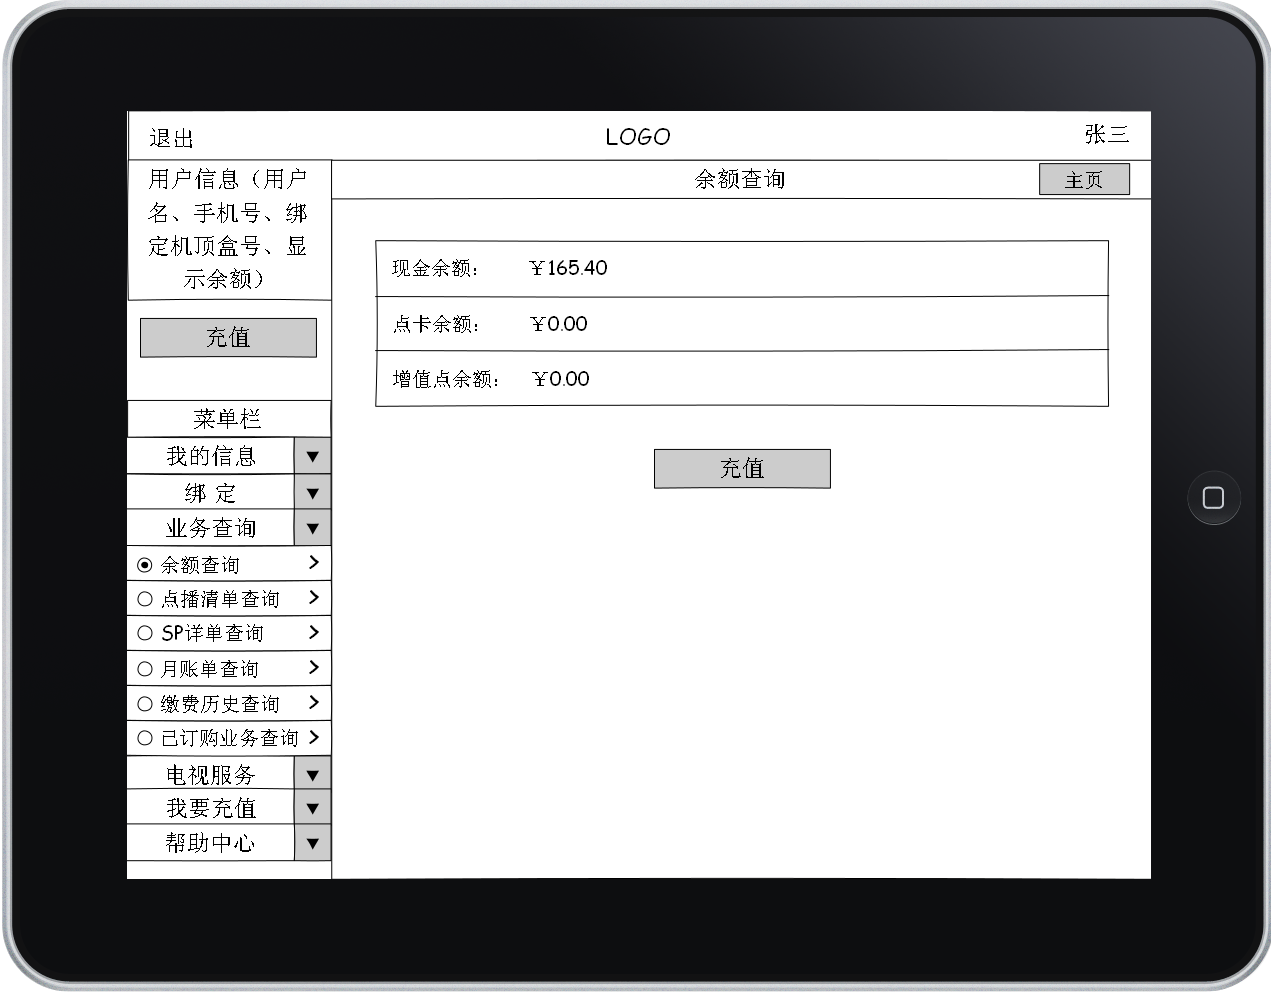 退出
LOGO
张三
用户信息（用户
名、手机号、绑
定机顶盒号、显
示余额）
充值
菜单栏
我的信息
绑 定
业务查询
余额查询
点播清单查询
SP详单查询
月账单查询
缴费历史查询
已订购业务查询
电视服务
我要充值
帮助中心
余额查询
主页
现金余额： ￥165.40
点卡余额： ￥0.00
增值点余额： ￥0.00
充值